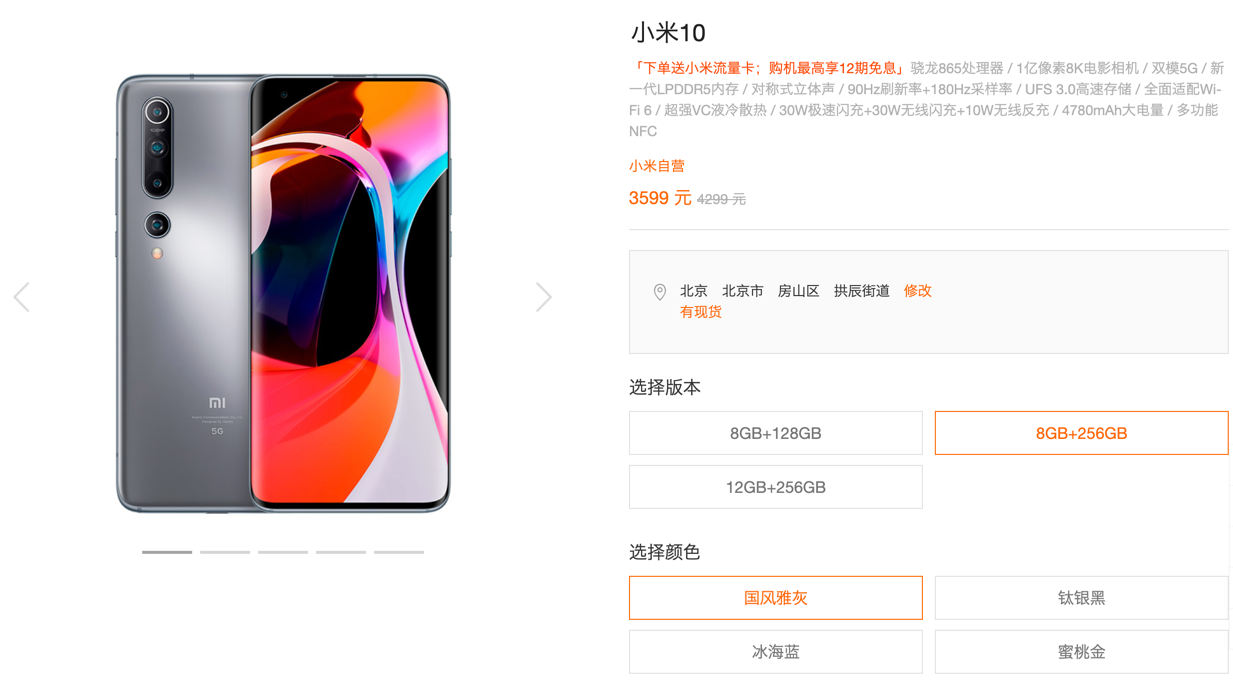 小米10
「下单送小米流量卡；购机最高享12期免息」骁龙865处理器 / 1亿像素8K电影相机 / 双模5G / 新
一代LPDDR5内存 / 对称式立体声 / 90Hz刷新率+180Hz采样率 / UFS 3.0高速存储 / 全面适配Wi-
Fi 6 / 超强VC液冷散热 / 30W极速闪充+30W无线闪充+10W无线反充 / 4780mAh大电量 / 多功能
NFC
小米自营
3599 元 4299 元
北京 北京市 房山区 拱辰街道 修改
有现货
选择版本
8GB+128GB
8GB+256GB
12GB+256GB
选择颜色
国风雅灰
钛银黑
冰海蓝
蜜桃金
MI
5G